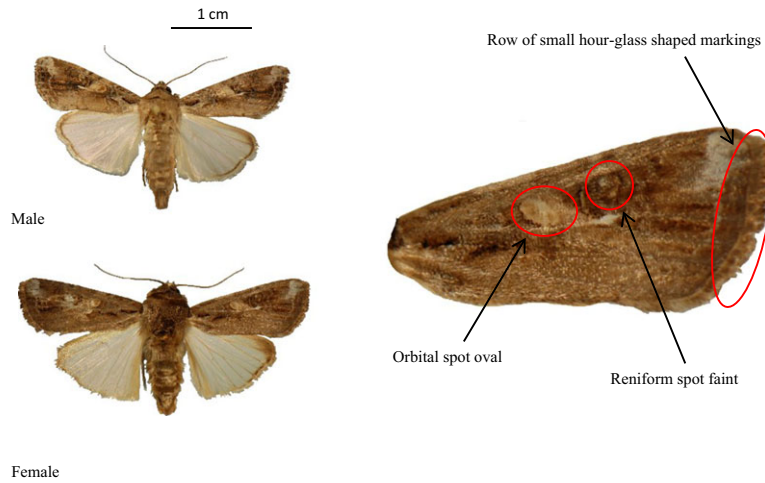 1 cm
Row of small hour-glass shaped markings
Male
Orbital spot oval
Reniform spot faint
Female